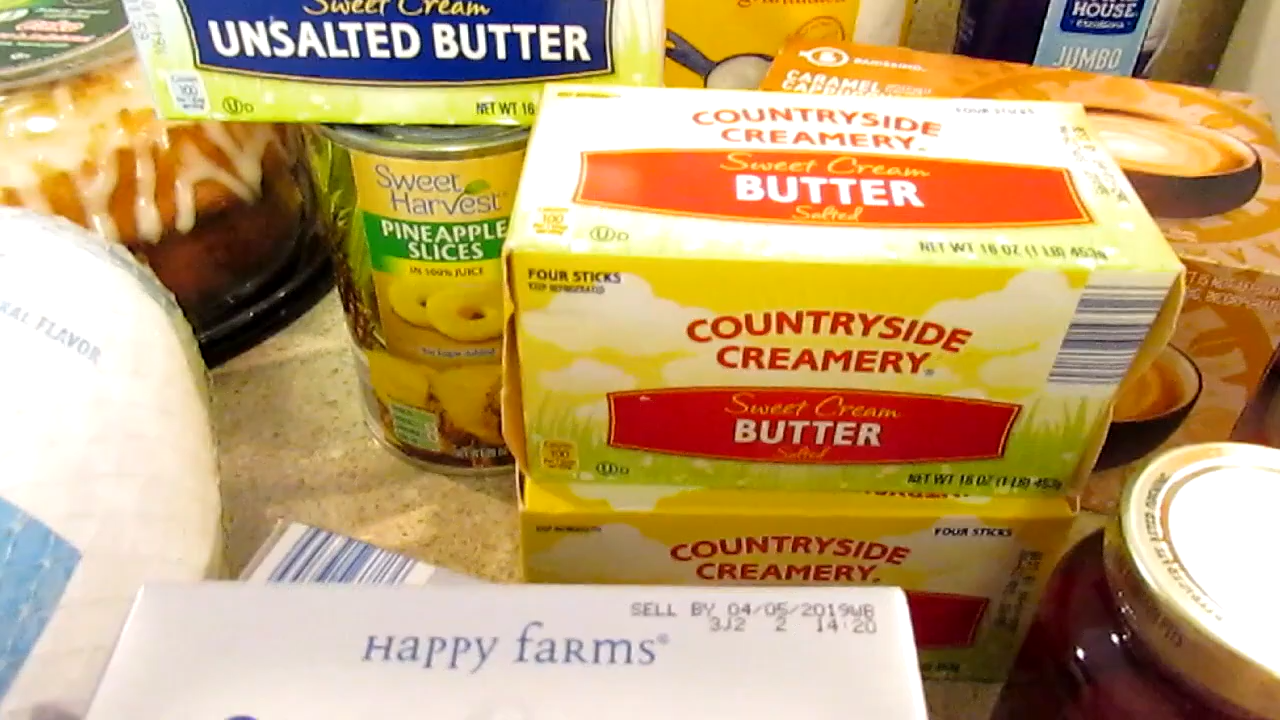 Sweet Cream
UNSALTED BUTTER
NET WT 16
HOUSE
JUMBO
CARAMEL
COUNTRYSIDE
CREAMERY®
Sweet Cream
BUTTER
Salted
NET WT 16 OZ (1 LB) 453g
FOUR STICKS
COUNTRYSIDE
CREAMERY®
Sweet Cream
BUTTER
Salted
NET WT 16 OZ (1 LB) 453g
Sweet
Harvest
PINEAPPLE
SLICES
IN 100% JUICE
RAL FLAVOR
FOUR STICKS
COUNTRYSIDE
CREAMERY®
SELL BY 04/05/2019WB
3J2 2 14:20
HAPPY FARMS®